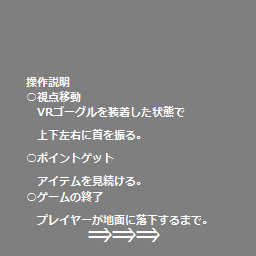 操作説明
○視点移動
VRゴーグルを装着した状態で
上下左右に首を振る。
○ポイントゲット
アイテムを見続ける。
○ゲームの終了
プレイヤーが地面に落下するまで。
⇒⇒⇒